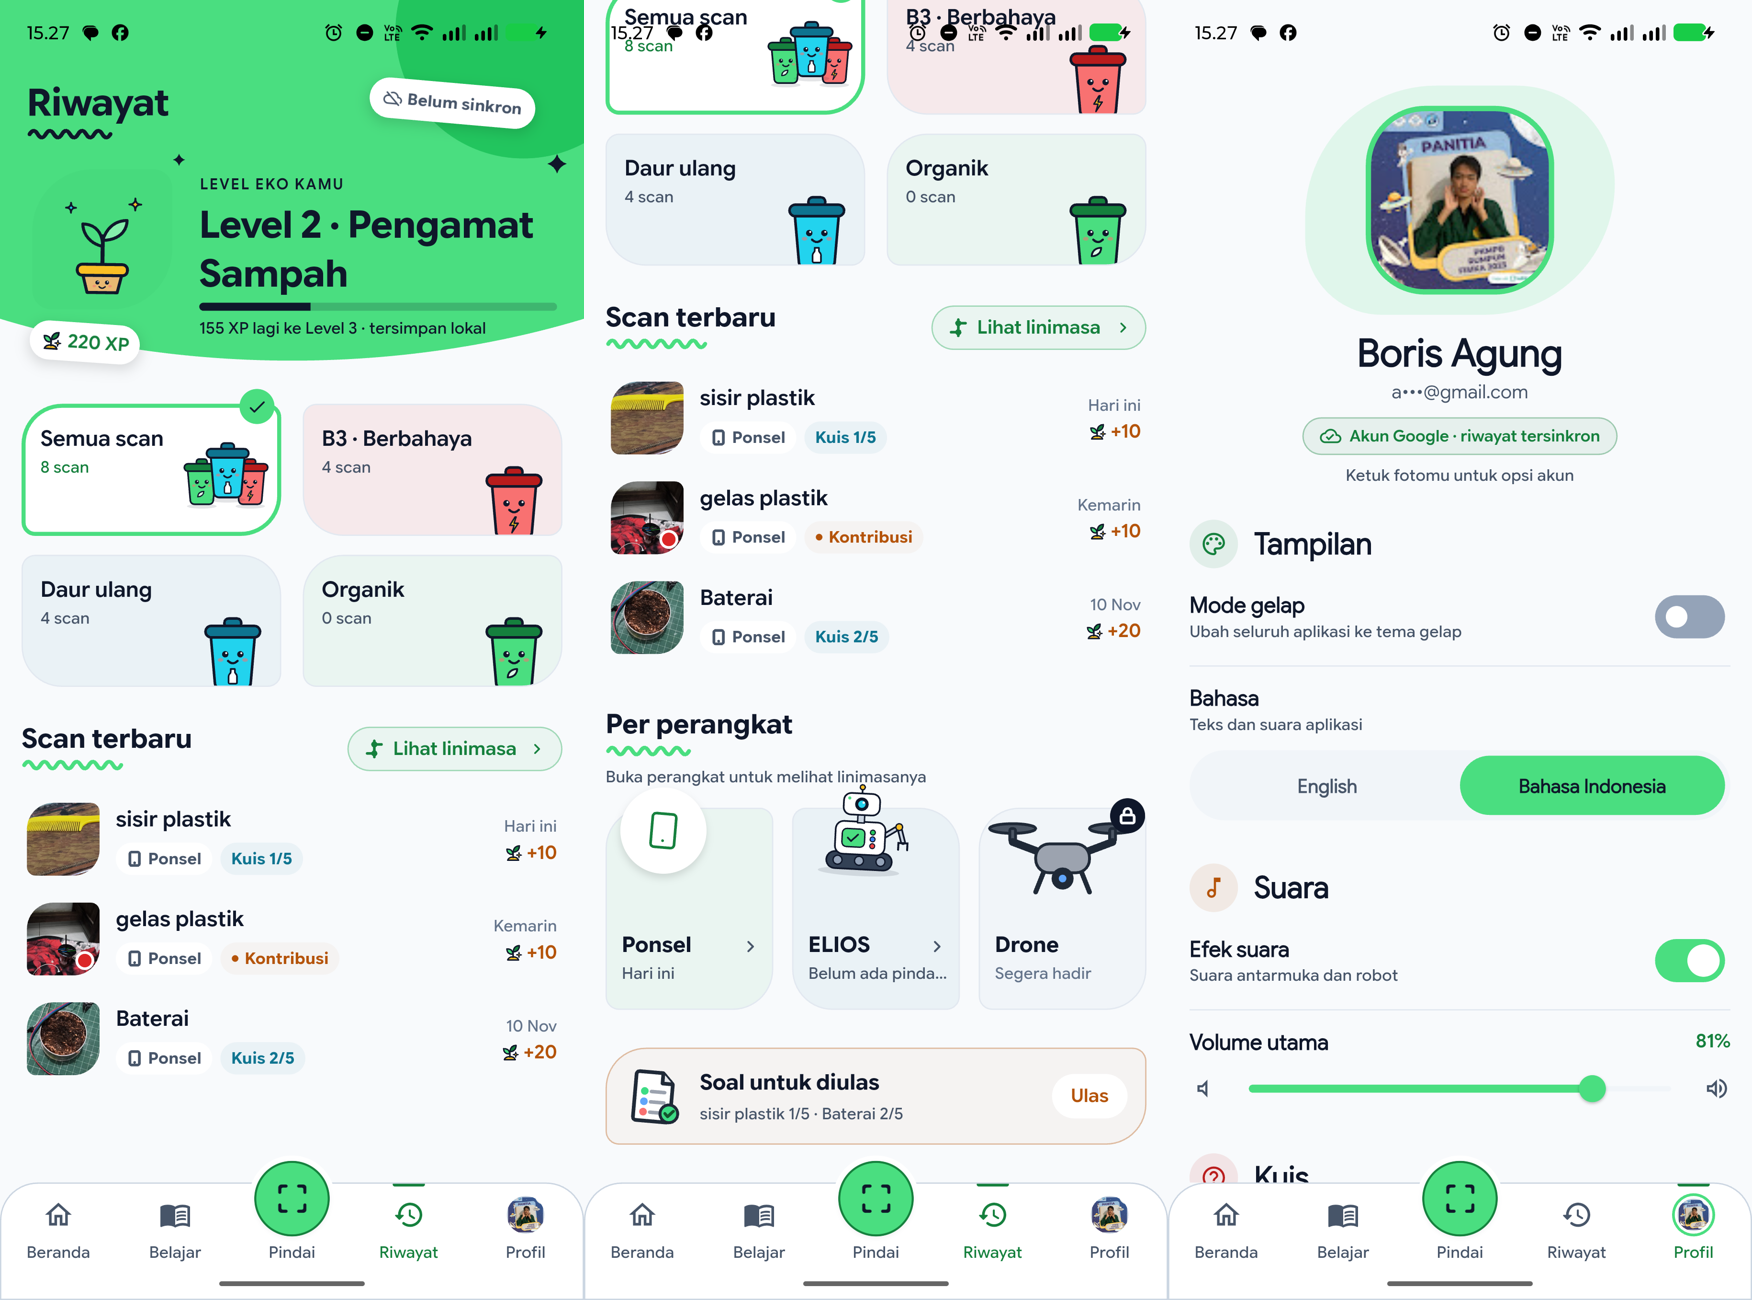 15.27
Riwayat
Belum sinkron
LEVEL EKO KAMU
Level 2 · Pengamat
Sampah
155 XP lagi ke Level 3 · tersimpan lokal
220 XP
Semua scan
8 scan
B3 · Berbahaya
4 scan
Daur ulang
4 scan
Organik
0 scan
Scan terbaru
Lihat linimasa
sisir plastik
Hari ini
Ponsel
Kuis 1/5
+10
gelas plastik
Kemarin
Ponsel
Kontribusi
+10
Baterai
10 Nov
Ponsel
Kuis 2/5
+20
Beranda
Belajar
Pindai
Riwayat
Profil
Semua scan
B3 · Berbahaya
15.27
VoLTE
8 scan
4 scan
Daur ulang
4 scan
Organik
0 scan
Scan terbaru
Lihat linimasa
sisir plastik
Hari ini
Ponsel
Kuis 1/5
+10
gelas plastik
Kemarin
Ponsel
Kontribusi
+10
Baterai
10 Nov
Ponsel
Kuis 2/5
+20
Per perangkat
Buka perangkat untuk melihat linimasanya
Ponsel
Hari ini
ELIOS
Belum ada pinda...
Drone
Segera hadir
Soal untuk diulas
sisir plastik 1/5 · Baterai 2/5
Ulas
Beranda
Belajar
Pindai
Riwayat
Profil
15.27
VoLTE
PANITIA
Boris Agung
a•••@gmail.com
Akun Google · riwayat tersinkron
Ketuk fotomu untuk opsi akun
Tampilan
Mode gelap
Ubah seluruh aplikasi ke tema gelap
Bahasa
Teks dan suara aplikasi
English
Bahasa Indonesia
Suara
Efek suara
Suara antarmuka dan robot
Volume utama
81%
Kuis
Beranda
Belajar
Pindai
Riwayat
Profil